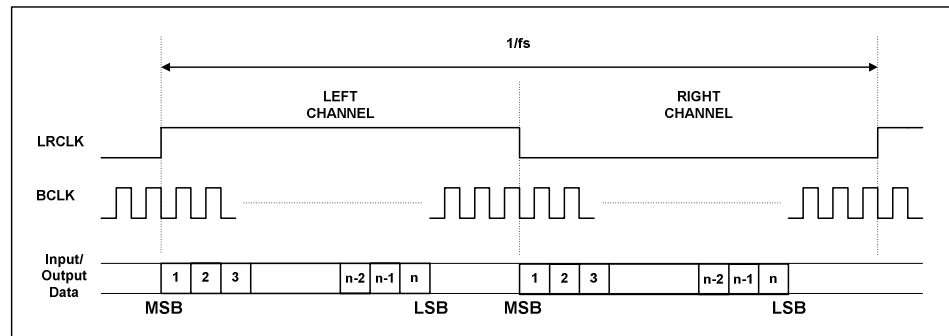 1/fs
LEFT
CHANNEL
RIGHT
CHANNEL
LRCLK
BCLK
Input/
Output
Data
1 2 3 n-2 n-1 n 1 2 3 n-2 n-1 n
MSB LSB MSB LSB